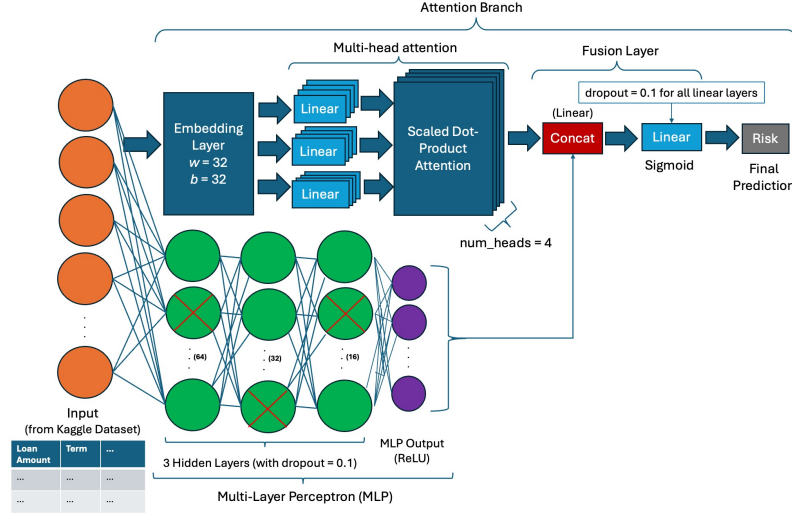 Attention Branch
Multi-head attention
Fusion Layer
dropout = 0.1 for all linear layers
Embedding
Layer
w = 32
b = 32
Linear
Linear
Linear
Scaled Dot-
Product
Attention
(Linear)
Concat
Linear
Sigmoid
Risk
Final
Prediction
num_heads = 4
(64)
(32)
(16)
Input
(from Kaggle Dataset)
Loan
Amount
Term
...
...
...
...
...
...
...
3 Hidden Layers (with dropout = 0.1)
MLP Output
(ReLU)
Multi-Layer Perceptron (MLP)